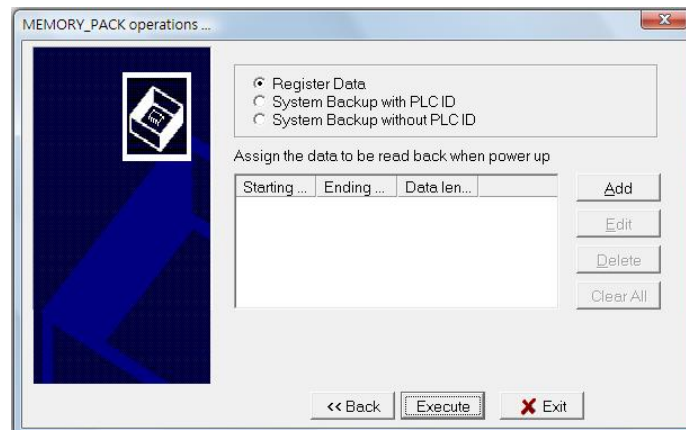 MEMORY_PACK operations ...
Register Data
System Backup with PLC ID
System Backup without PLC ID
Assign the data to be read back when power up
Starting ... Ending ... Data len...
Add
Edit
Delete
Clear All
<< Back Execute Exit